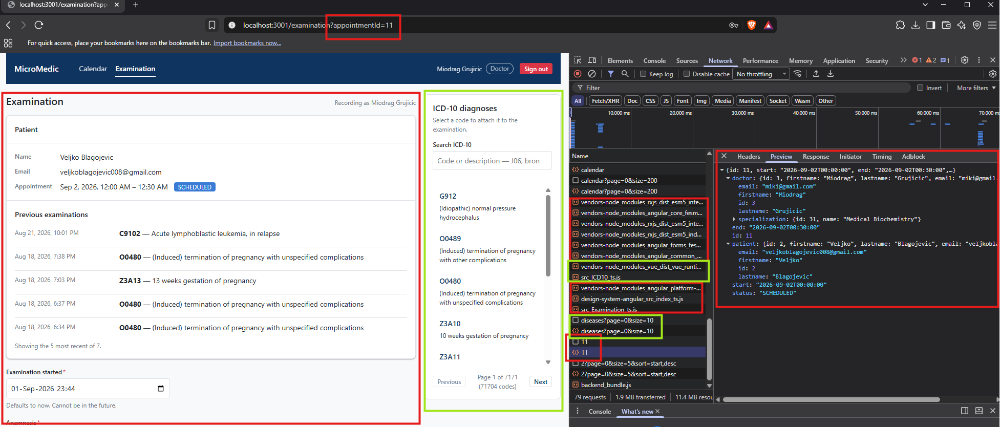 localhost:3001/examination?appo
localhost:3001/examination?appointmentId=11
For quick access, place your bookmarks here on the bookmarks bar. Import bookmarks now...
MicroMedic
Calendar
Examination
Miodrag Grujicic
Doctor
Sign out
Examination
Recording as Miodrag Grujicic
Patient
Name
Veljko Blagojevic
Email
veljkoblagojevic008@gmail.com
Appointment
Sep 2, 2026, 12:00 AM – 12:30 AM
SCHEDULED
Previous examinations
Aug 21, 2026, 10:01 PM
C9102 — Acute lymphoblastic leukemia, in relapse
Aug 18, 2026, 7:38 PM
O0480 — (Induced) termination of pregnancy with unspecified complications
Aug 18, 2026, 7:03 PM
Z3A13 — 13 weeks gestation of pregnancy
Aug 18, 2026, 6:37 PM
O0480 — (Induced) termination of pregnancy with unspecified complications
Aug 18, 2026, 6:34 PM
O0480 — (Induced) termination of pregnancy with unspecified complications
Showing the 5 most recent of 7.
Examination started*
01-Sep-2026 23:44
Defaults to now. Cannot be in the future.
Anamnesis*
ICD-10 diagnoses
Select a code to attach it to the
examination.
Search ICD-10
Code or description — J06, bron
G912
(Idiopathic) normal pressure
hydrocephalus
O0489
(Induced) termination of pregnancy
with other complications
O0480
(Induced) termination of pregnancy
with unspecified complications
Z3A10
10 weeks gestation of pregnancy
Z3A11
Previous
Page 1 of 7171
(71704 codes)
Next
Elements
Console
Sources
Network
Performance
Memory
Application
Security
1
2
1
Keep log
Disable cache
No throttling
Filter
Invert
More filters
All
Fetch/XHR
Doc
CSS
JS
Font
Img
Media
Manifest
Socket
Wasm
Other
10,000 ms
20,000 ms
30,000 ms
40,000 ms
50,000 ms
60,000 ms
70,000 ms
Name
calendar
calendar?page=0&size=200
calendar?page=0&size=200
vendors-node_modules_rxjs_dist_esm5_inte...
vendors-node_modules_angular_core_fesm...
vendors-node_modules_rxjs_dist_esm5_inte...
vendors-node_modules_rxjs_dist_esm5_ind...
vendors-node_modules_angular_forms_fes...
vendors-node_modules_angular_common_...
vendors-node_modules_vue_dist_vue_runti...
src_ICD10_ts.js
vendors-node_modules_angular_platform-...
design-system-angular_src_index_ts.js
src_Examination_ts.js
diseases?page=0&size=10
diseases?page=0&size=10
11
11
2?page=0&size=5&sort=start,desc
2?page=0&size=5&sort=start,desc
backend_bundle.js
79 requests
1.9 MB transferred
11.4 MB resou
Headers
Preview
Response
Initiator
Timing
Adblock
{id: 11, start: "2026-09-02T00:00:00", end: "2026-09-02T00:30:00",…}
doctor: {id: 3, firstname: "Miodrag", lastname: "Grujicic", email: "miki@gmail.
email: "miki@gmail.com"
firstname: "Miodrag"
id: 3
lastname: "Grujicic"
specialization: {id: 31, name: "Medical Biochemistry"}
end: "2026-09-02T00:30:00"
id: 11
patient: {id: 2, firstname: "Veljko", lastname: "Blagojevic", email: "veljkobla
email: "veljkoblagojevic008@gmail.com"
firstname: "Veljko"
id: 2
lastname: "Blagojevic"
start: "2026-09-02T00:00:00"
status: "SCHEDULED"
Console
What's new